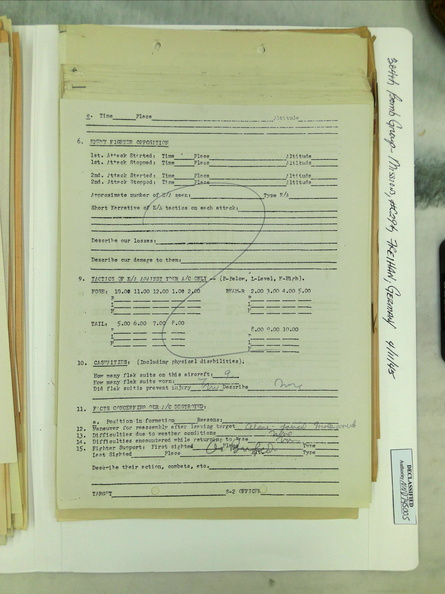 e. Time Place Altitude
6. ENEMY FIGHTER OPPOSITION
1st. Attack Started: Time Place Altitude
1st. Attack Stopped: Time Place Altitude
2nd. Attack Started: Time Place Altitude
2nd. Attack Stopped: Time Place Altitude
Approximate number of E/A seen: Type E/A
Short Narrative of E/A tactics on each attack:
Describe our losses:
Describe our damage to them:
9. TACTICS OF E/A AGAINST YOUR A/C ONLY -- (B-Below, L-Level, H-High).
NOSE: 10.00 11.00 12.00 1.00 2.00 BEAM-R 2.00 3.00 4.00 5.00
TAIL: 5.00 6.00 7.00 8.00
8.00 9.00 10.00
10. CASUALTIES: (Including physical disabilities).
How many flak suits on this aircraft: 9
How many flak suits worn:
Did flak suits prevent injury Describe
11. FACTS CONCERNING OUR A/C DESTROYED:
a. Position in formation Reasons:
12. Maneuver for reassembly after leaving target
13. Difficulties due to weather conditions
14. Difficulties encountered while returning to base
15. Fighter Support: First sighted Place Time
Last Sighted Place Type
Describe their action, combats, etc.
TARGET S-2 OFFICER
384th Bomb Group - Mission #294, FREIHAM, Germany
DECLASSIFIED
Authority